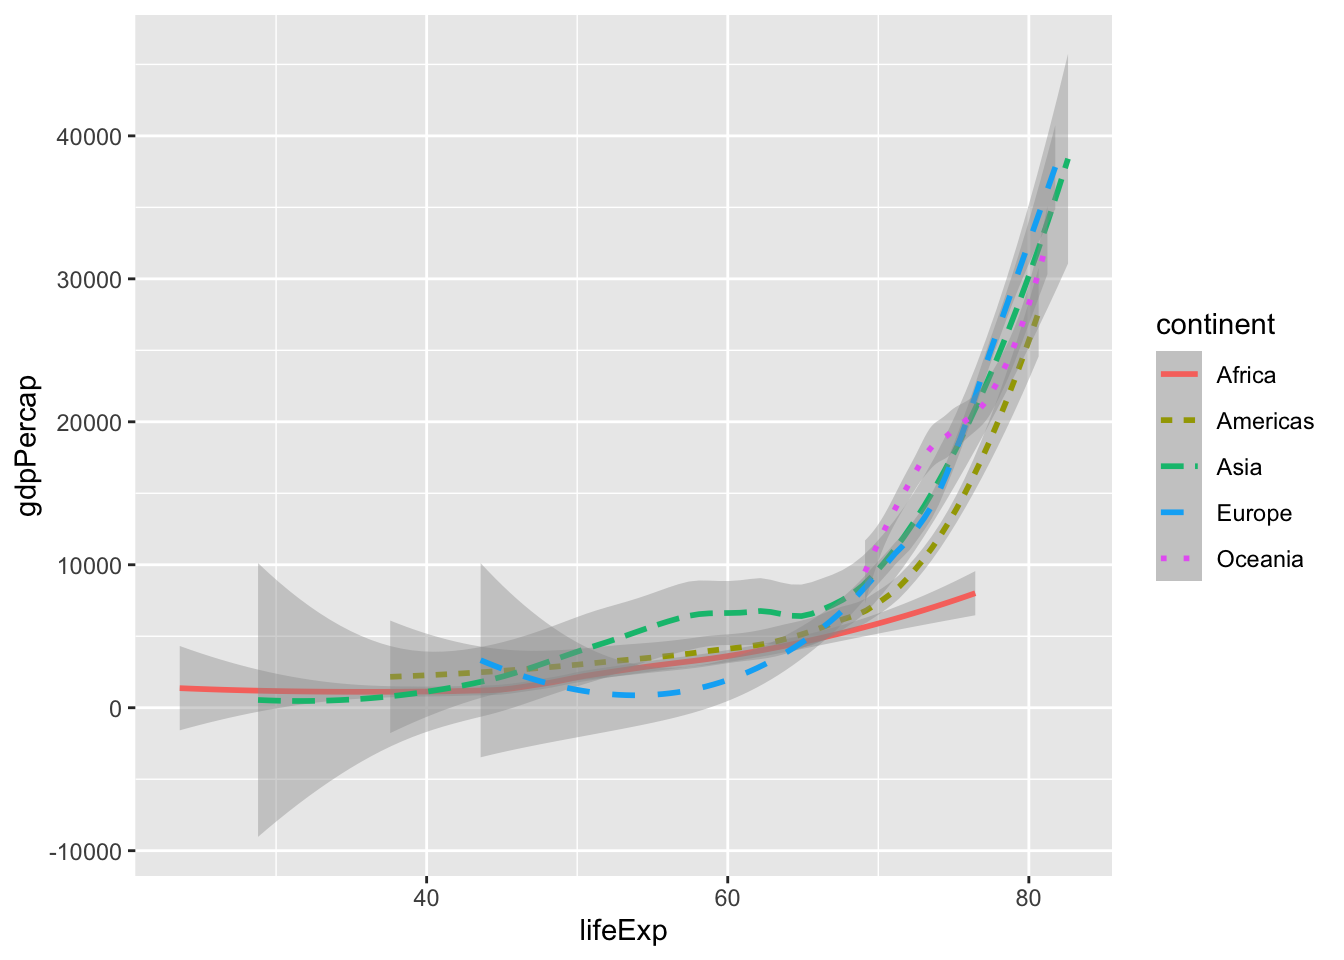 40000
30000
20000
10000
0
-10000
gdpPercap
40
60
80
lifeExp
continent
Africa
Americas
Asia
Europe
Oceania